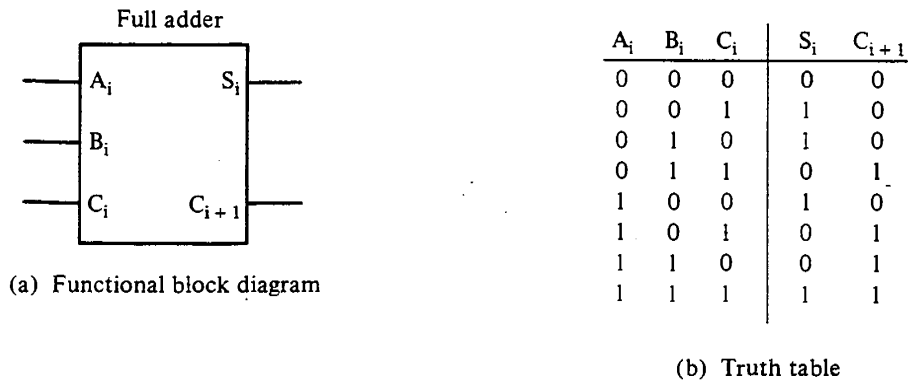 Full adder
A_i S_i
B_i
C_i C_{i + 1}
(a) Functional block diagram
A_i B_i C_i S_i C_{i + 1}
0 0 0 0 0
0 0 1 1 0
0 1 0 1 0
0 1 1 0 1
1 0 0 1 0
1 0 1 0 1
1 1 0 0 1
1 1 1 1 1
(b) Truth table